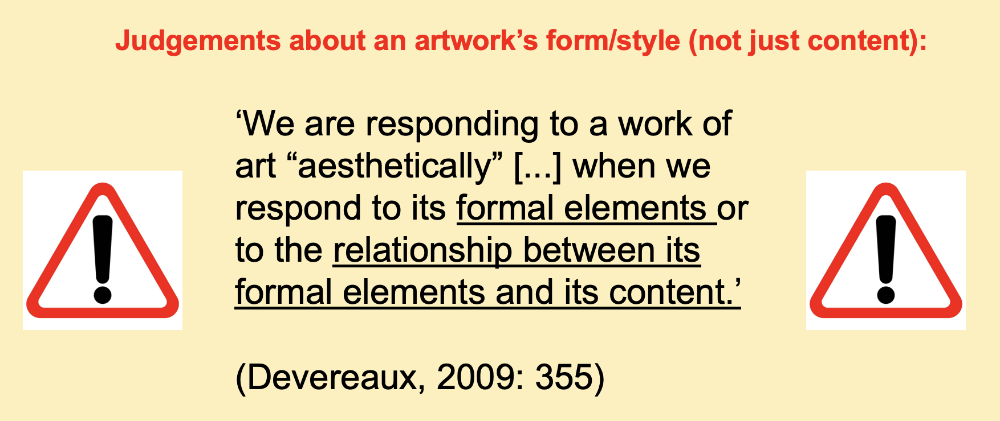 Judgements about an artwork’s form/style (not just content):
‘We are responding to a work of
art “aesthetically” [...] when we
respond to its formal elements or
to the relationship between its
formal elements and its content.’
(Devereaux, 2009: 355)